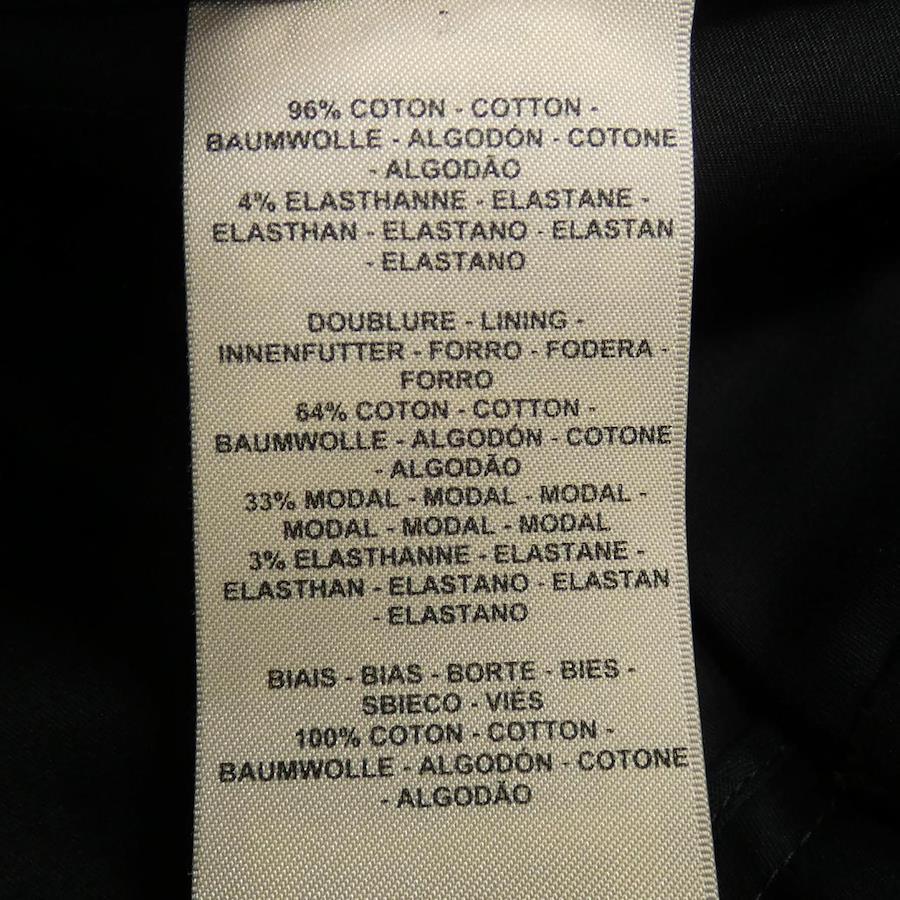 96% COTON - COTTON -
BAUMWOLLE - ALGODÓN - COTONE
- ALGODÃO
4% ELASTHANNE - ELASTANE -
ELASTHAN - ELASTANO - ELASTAN
- ELASTANO
DOUBLURE - LINING -
INNENFUTTER - FORRO - FODERA -
FORRO
64% COTON - COTTON -
BAUMWOLLE - ALGODÓN - COTONE
- ALGODÃO
33% MODAL - MODAL - MODAL -
MODAL - MODAL - MODAL
3% ELASTHANNE - ELASTANE -
ELASTHAN - ELASTANO - ELASTAN
- ELASTANO
BIAIS - BIAS - BORTE - BIES -
SBIECO - VIÉS
100% COTON - COTTON -
BAUMWOLLE - ALGODÓN - COTONE
- ALGODÃO